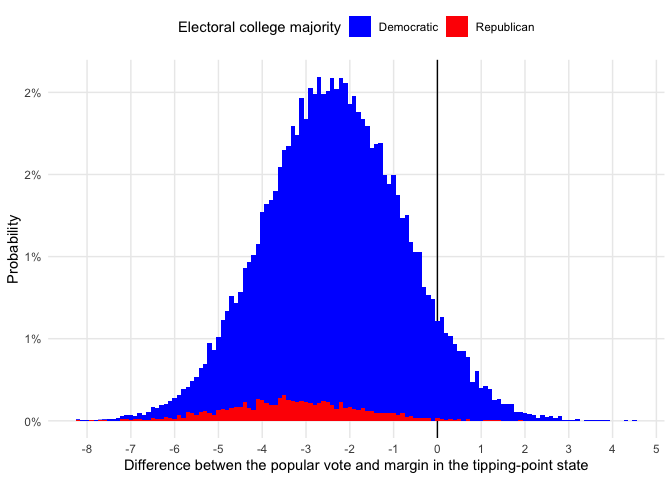 Electoral college majority Democratic Republican
2%
2%
1%
1%
0%
Probability
-8 -7 -6 -5 -4 -3 -2 -1 0 1 2 3 4 5
Difference betwen the popular vote and margin in the tipping-point state